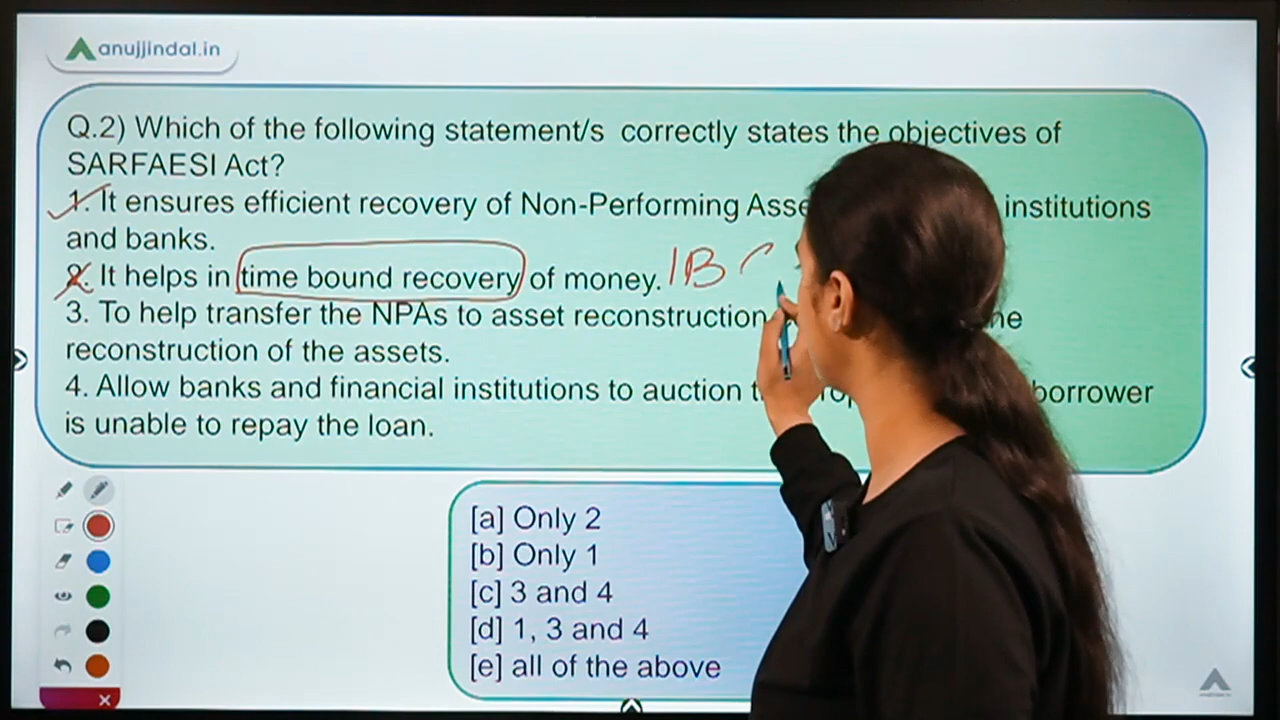 anujjindal.in
Q.2) Which of the following statement/s correctly states the objectives of
SARFAESI Act?
1. It ensures efficient recovery of Non-Performing institutions
and banks.
2. It helps in time bound recovery of money. IBC
3. To help transfer the NPAs to asset reconstruction
reconstruction of the assets.
4. Allow banks and financial institutions to auction borrower
is unable to repay the loan.
[a] Only 2
[b] Only 1
[c] 3 and 4
[d] 1, 3 and 4
[e] all of the above